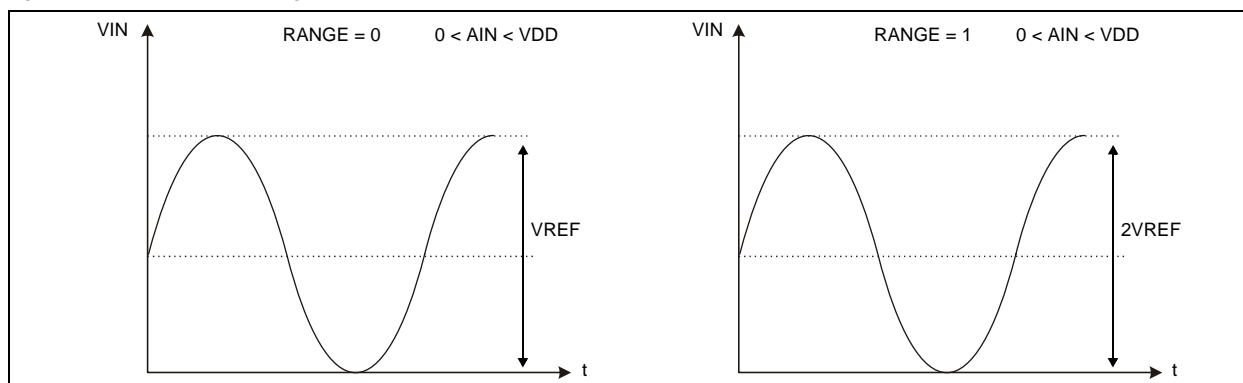 VIN RANGE = 0 0 < AIN < VDD
VREF
t
VIN RANGE = 1 0 < AIN < VDD
2VREF
t